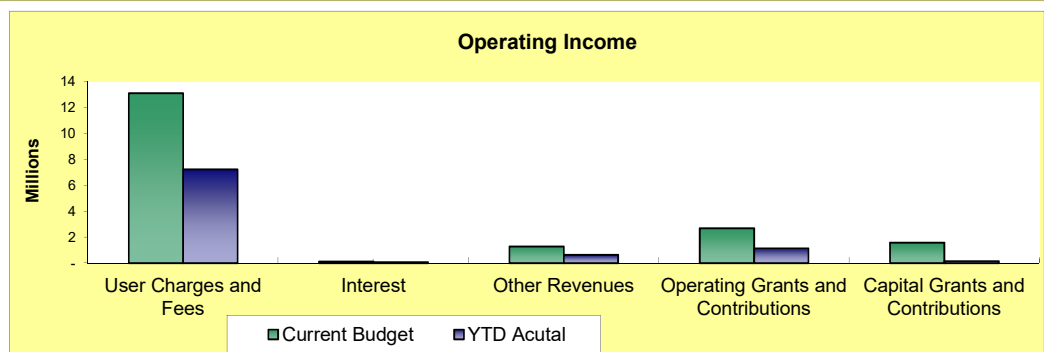 Operating Income
Millions
14
12
10
8
6
4
2
-
User Charges and
Fees
Interest
Other Revenues
Operating Grants and
Contributions
Capital Grants and
Contributions
Current Budget
YTD Acutal